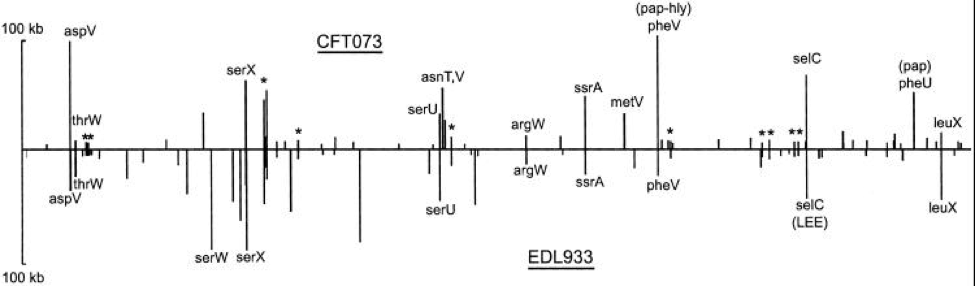 (pap-hly)
100 kb
aspV
pheV
CFT073
selC
(pap)
serX
*
asnT,V
pheU
ssrA
metV
serU
thrW
**
*
*
argW
*
**
**
leuX
thrW
aspV
argW
ssrA
pheV
serU
selC
(LEE)
leuX
serW
serX
EDL933
100 kb